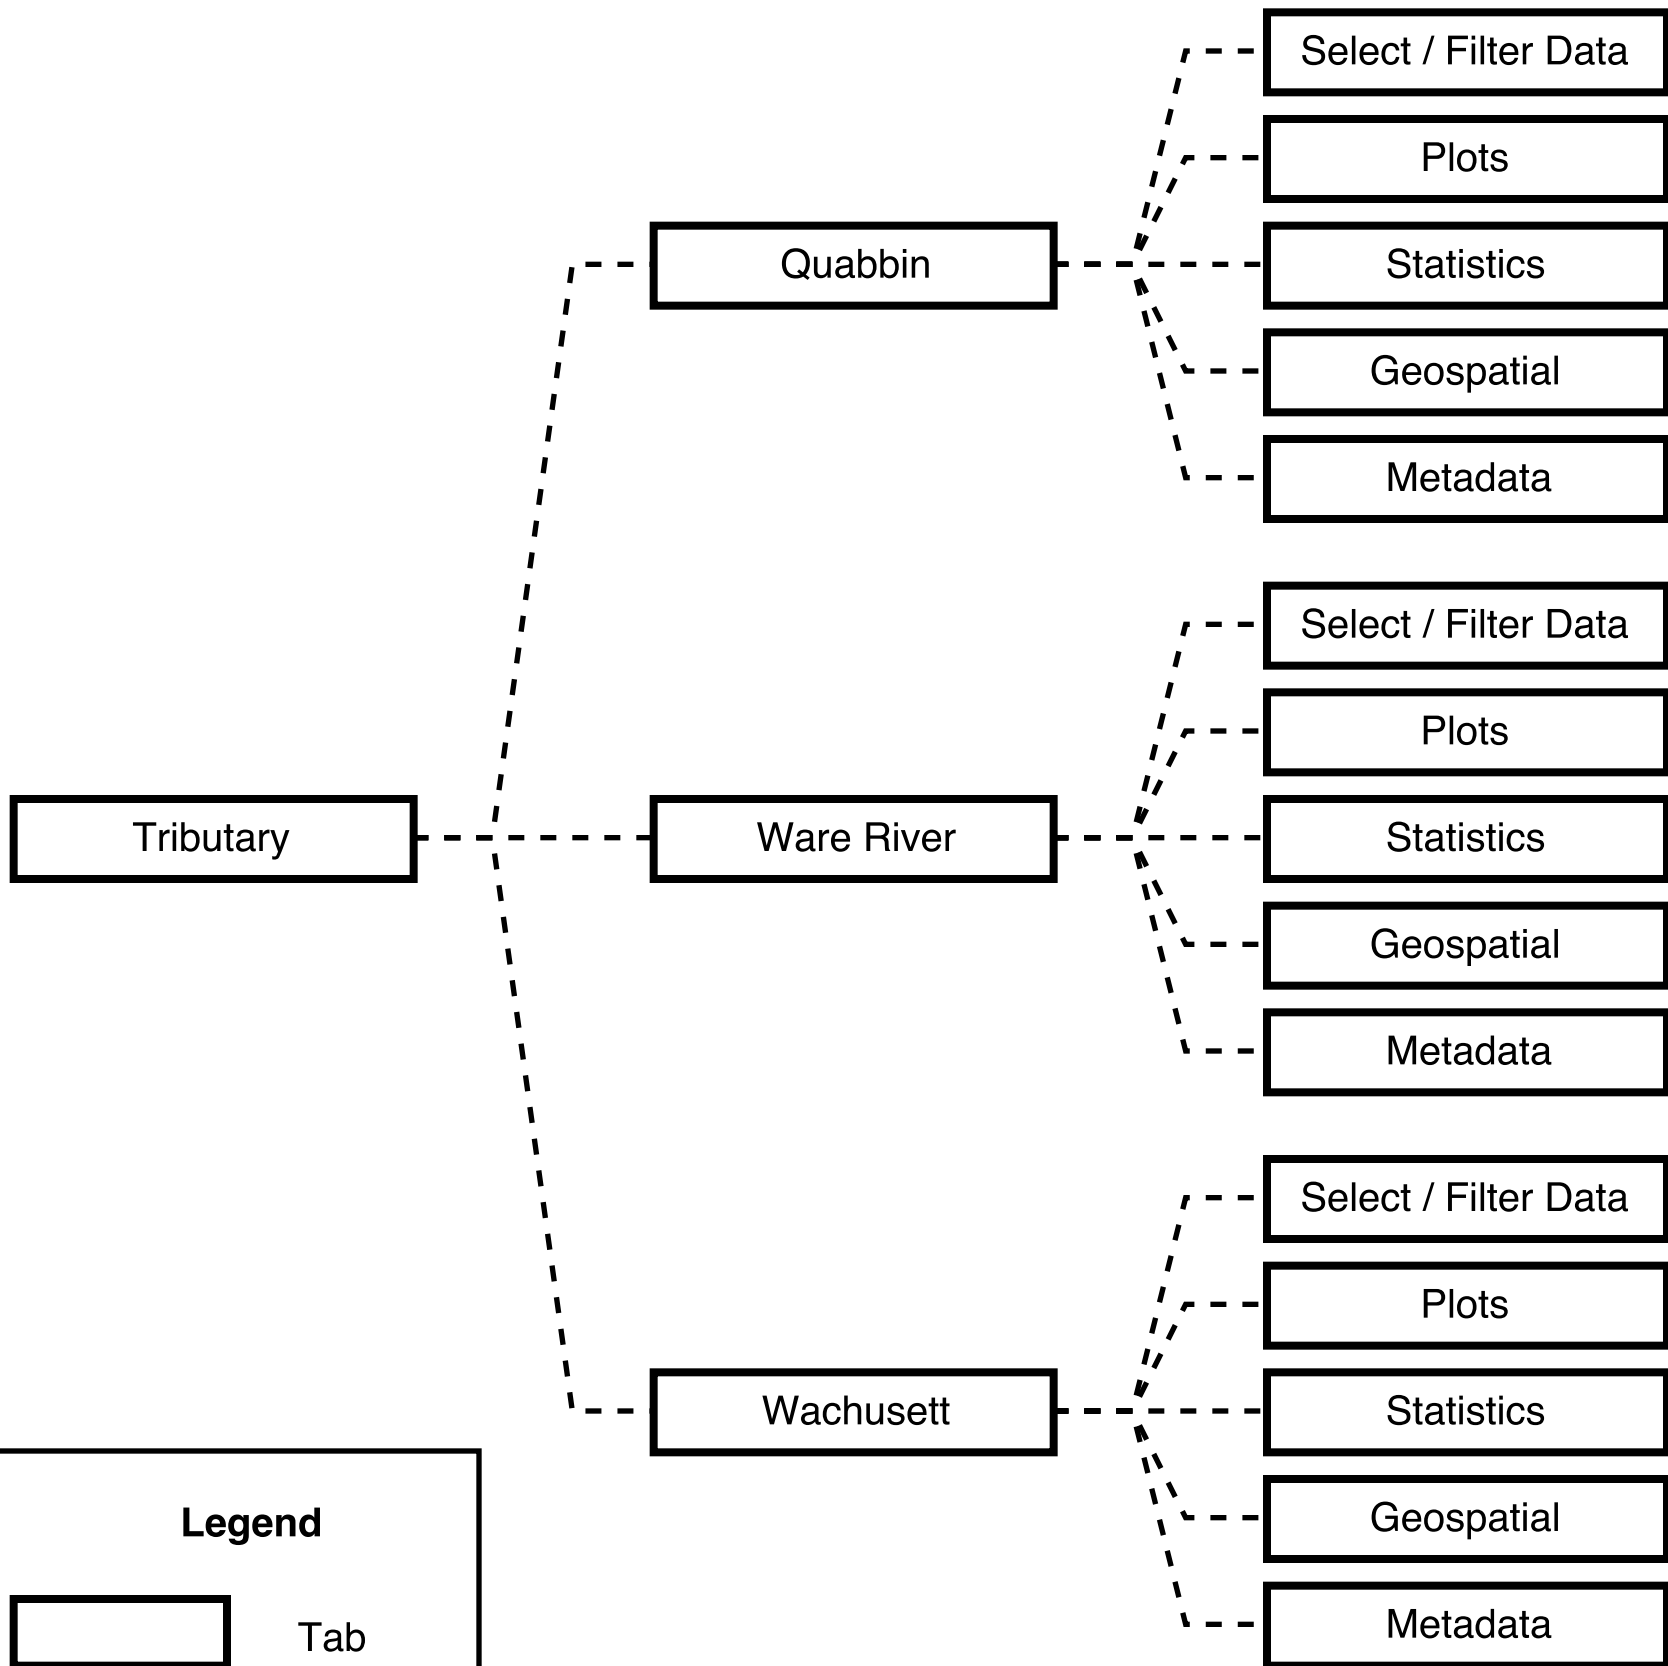 Select / Filter Data
Plots
Quabbin
Statistics
Geospatial
Metadata
Select / Filter Data
Plots
Tributary
Ware River
Statistics
Geospatial
Metadata
Select / Filter Data
Plots
Wachusett
Statistics
Geospatial
Metadata
Legend
Tab